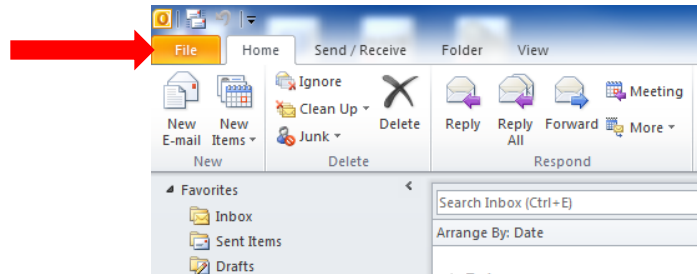 File Home Send / Receive Folder View
New E-mail
New Items
Ignore
Clean Up
Junk
Delete
Reply
Reply All
Forward
Meeting
More
New Delete Respond
Favorites
Search Inbox (Ctrl+E)
Inbox
Arrange By: Date
Sent Items
Drafts